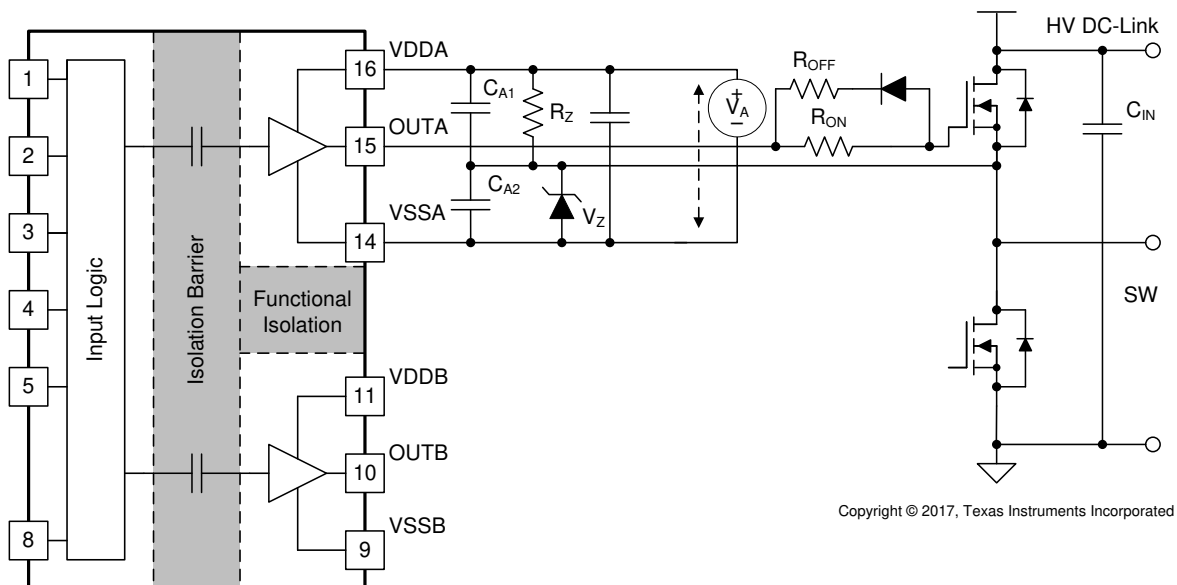 1
2
3
4
5
8
Input Logic
Isolation Barrier
Functional
Isolation
VDDA
16
OUTA
15
VSSA
14
VDDB
11
OUTB
10
VSSB
9
CA1
RZ
CA2
VZ
+
VA
–
ROFF
RON
HV DC-Link
CIN
SW
Copyright © 2017, Texas Instruments Incorporated